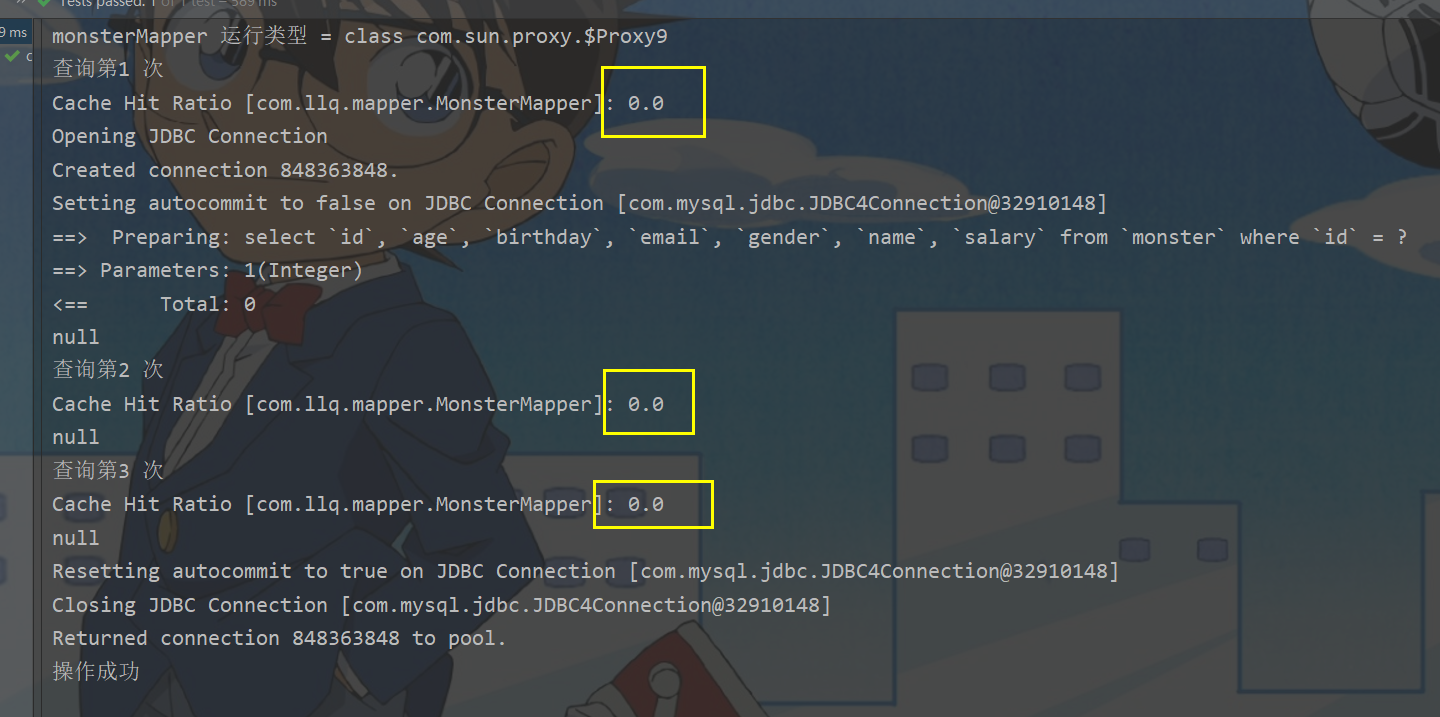 Tests passed: 1 of 1 test – 589 ms
9 ms
monsterMapper 运行类型 = class com.sun.proxy.$Proxy9
c
查询第1 次
Cache Hit Ratio [com.llq.mapper.MonsterMapper]: 0.0
Opening JDBC Connection
Created connection 848363848.
Setting autocommit to false on JDBC Connection [com.mysql.jdbc.JDBC4Connection@32910148]
==>  Preparing: select `id`, `age`, `birthday`, `email`, `gender`, `name`, `salary` from `monster` where `id` = ?
==> Parameters: 1(Integer)
<==      Total: 0
null
查询第2 次
Cache Hit Ratio [com.llq.mapper.MonsterMapper]: 0.0
null
查询第3 次
Cache Hit Ratio [com.llq.mapper.MonsterMapper]: 0.0
null
Resetting autocommit to true on JDBC Connection [com.mysql.jdbc.JDBC4Connection@32910148]
Closing JDBC Connection [com.mysql.jdbc.JDBC4Connection@32910148]
Returned connection 848363848 to pool.
操作成功